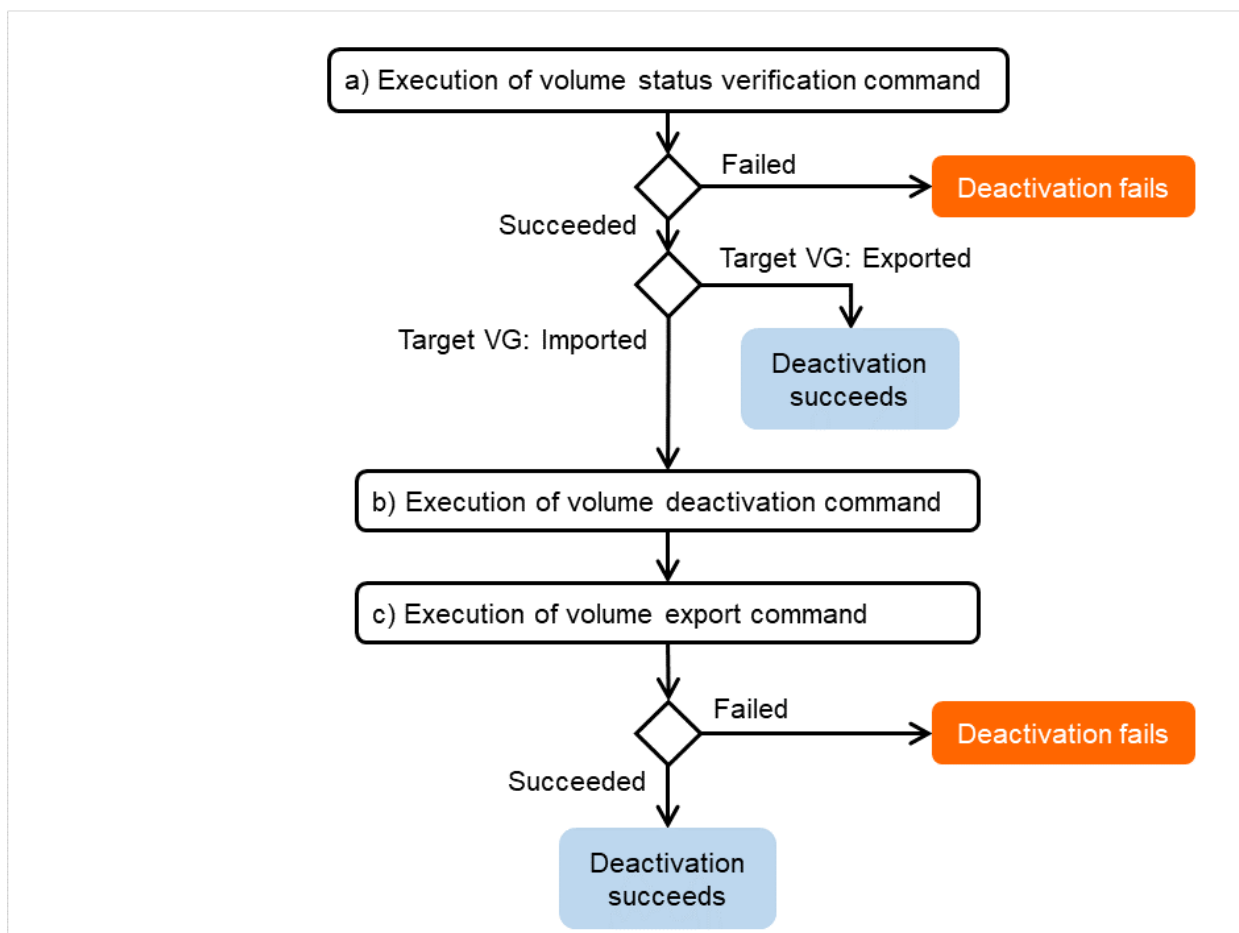 a) Execution of volume status verification command
Failed
Deactivation fails
Succeeded
Target VG: Exported
Target VG: Imported
Deactivation
succeeds
b) Execution of volume deactivation command
c) Execution of volume export command
Failed
Deactivation fails
Succeeded
Deactivation
succeeds